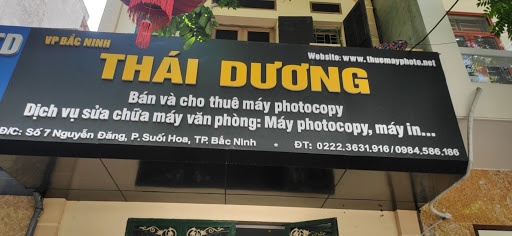 VP BẮC NINH
Website: www.thuemayphoto.net
THÁI DƯƠNG
Bán và cho thuê máy photocopy
Dịch vụ sửa chữa máy văn phòng: Máy photocopy, máy in...
Đ/C: Số 7 Nguyễn Đăng, P. Suối Hoa, TP. Bắc Ninh • ĐT: 0222.3631.916 / 0984.586.186